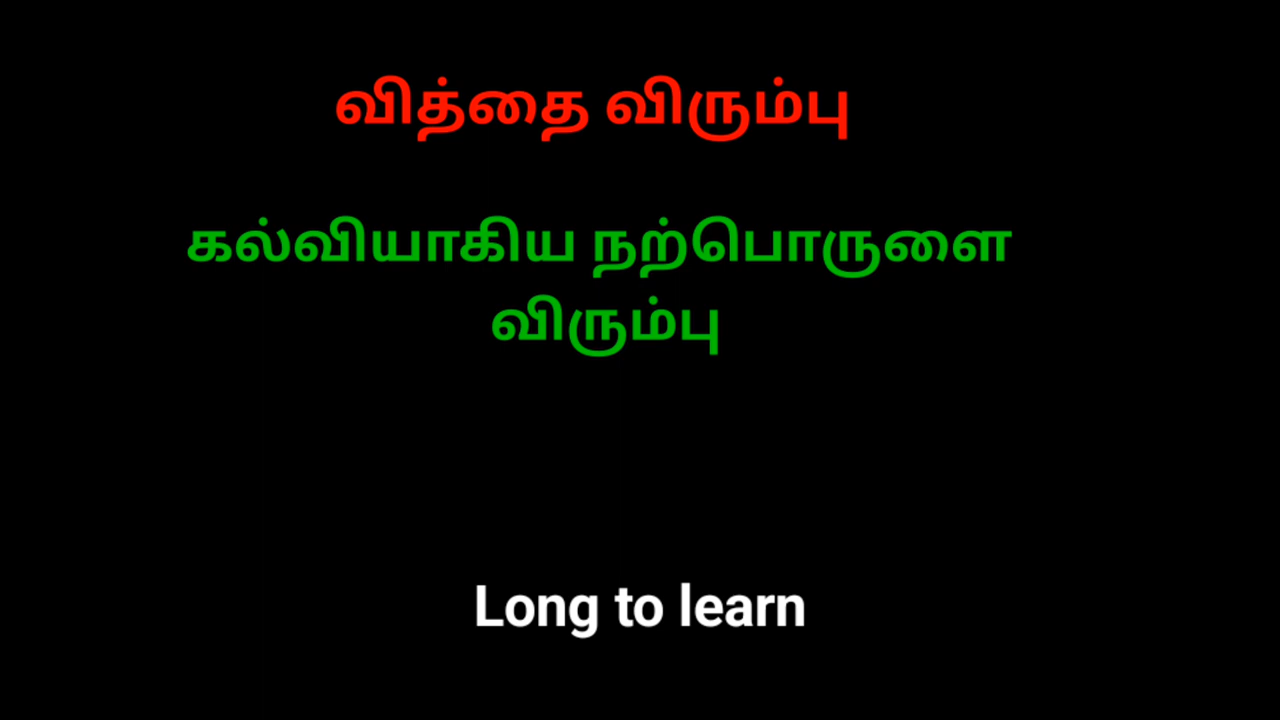 வித்தை விரும்பு
கல்வியாகிய நற்பொருளை
விரும்பு
Long to learn